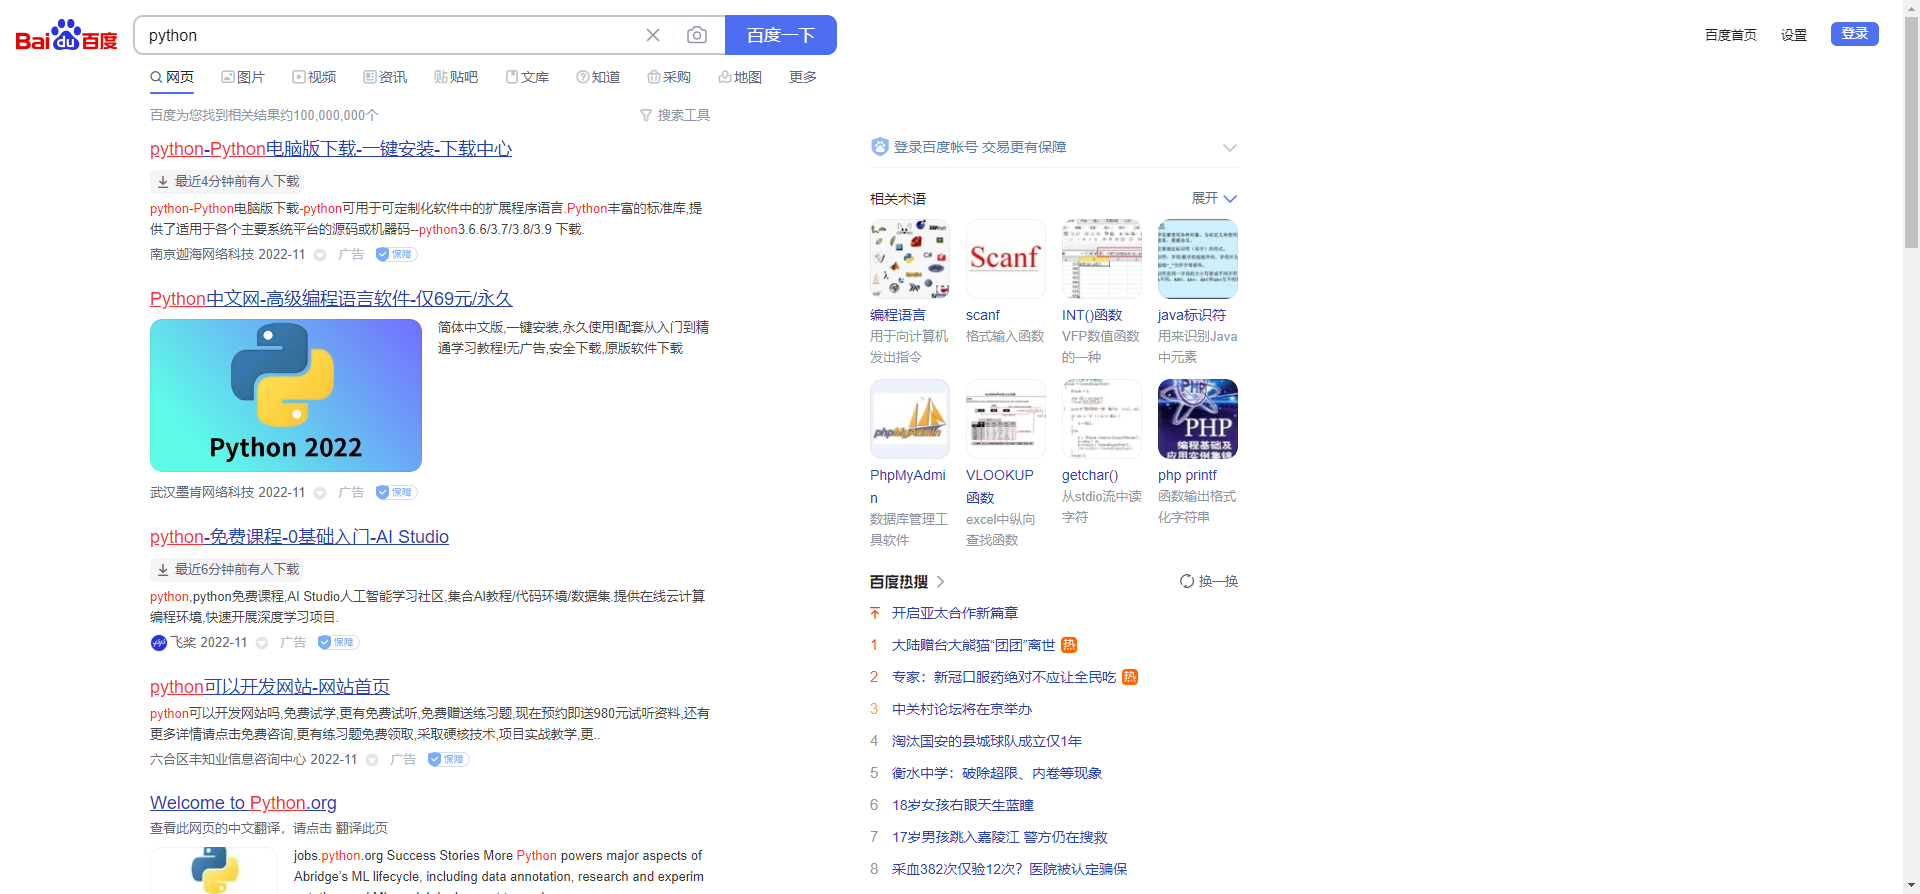 Bai du 百度
python
百度一下
百度首页 设置 登录
网页 图片 视频 资讯 贴吧 文库 知道 采购 地图 更多
百度为您找到相关结果约100,000,000个
搜索工具
python-Python电脑版下载-一键安装-下载中心
最近4分钟前有人下载
python-Python电脑版下载-python可用于可定制化软件中的扩展程序语言.Python丰富的标准库,提
供了适用于各个主要系统平台的源码或机器码--python3.6.6/3.7/3.8/3.9 下载.
南京迦海网络科技 2022-11 广告 保障
Python中文网-高级编程语言软件-仅69元/永久
Python 2022
简体中文版,一键安装,永久使用!配套从入门到精
通学习教程!无广告,安全下载,原版软件下载
武汉墨肯网络科技 2022-11 广告 保障
python-免费课程-0基础入门-AI Studio
最近6分钟前有人下载
python,python免费课程,AI Studio人工智能学习社区,集合AI教程/代码环境/数据集.提供在线云计算
编程环境,快速开展深度学习项目.
飞桨 2022-11 广告 保障
python可以开发网站-网站首页
python可以开发网站吗,免费试学,更有免费试听,免费赠送练习题,现在预约即送980元试听资料,还有
更多详情请点击免费咨询,更有练习题免费领取,采取硬核技术,项目实战教学,更..
六合区丰知业信息咨询中心 2022-11 广告 保障
Welcome to Python.org
查看此网页的中文翻译，请点击 翻译此页
jobs.python.org Success Stories More Python powers major aspects of
Abridge's ML lifecycle, including data annotation, research and experim
登录百度帐号 交易更有保障
相关术语
展开
Scanf
编程语言
用于向计算机
发出指令
scanf
格式输入函数
INT()函数
VFP数值函数
的一种
java标识符
用来识别Java
中元素
phpMyAdmin
PHP
编程基础及
应用实例集锦
PhpMyAdmi
n
数据库管理工
具软件
VLOOKUP
函数
excel中纵向
查找函数
getchar()
从stdio流中读
字符
php printf
函数输出格式
化字符串
百度热搜
换一换
开启亚太合作新篇章
1 大陆赠台大熊猫“团团”离世 热
2 专家：新冠口服药绝对不应让全民吃 热
3 中关村论坛将在京举办
4 淘汰国安的县城球队成立仅1年
5 衡水中学：破除超限、内卷等现象
6 18岁女孩右眼天生蓝瞳
7 17岁男孩跳入嘉陵江 警方仍在搜救
8 采血382次仅验12次？医院被认定骗保